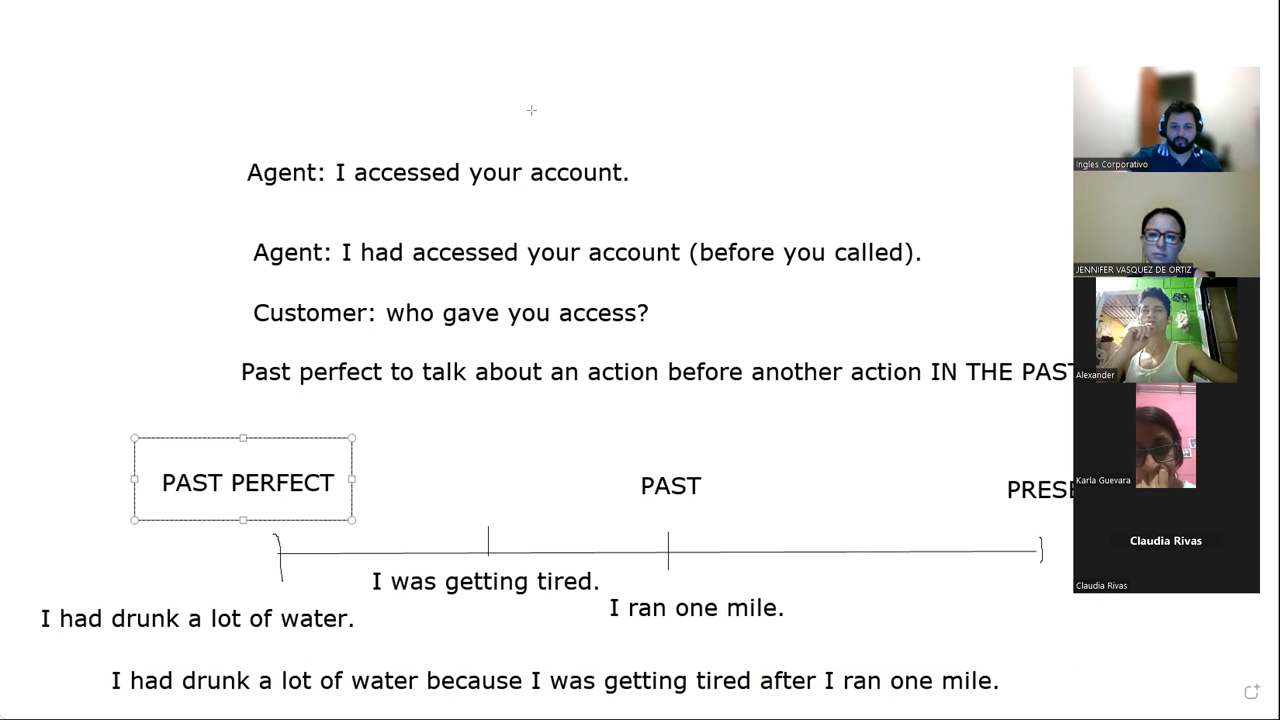 Agent: I accessed your account.
Agent: I had accessed your account (before you called).
Customer: who gave you access?
Past perfect to talk about an action before another action IN THE PAST
PAST PERFECT
PAST
PRESE
I was getting tired.
I ran one mile.
I had drunk a lot of water.
I had drunk a lot of water because I was getting tired after I ran one mile.
Ingles Corporativo
JENNIFER VASQUEZ DE ORTIZ
Alexander
Karla Guevara
Claudia Rivas
Claudia Rivas